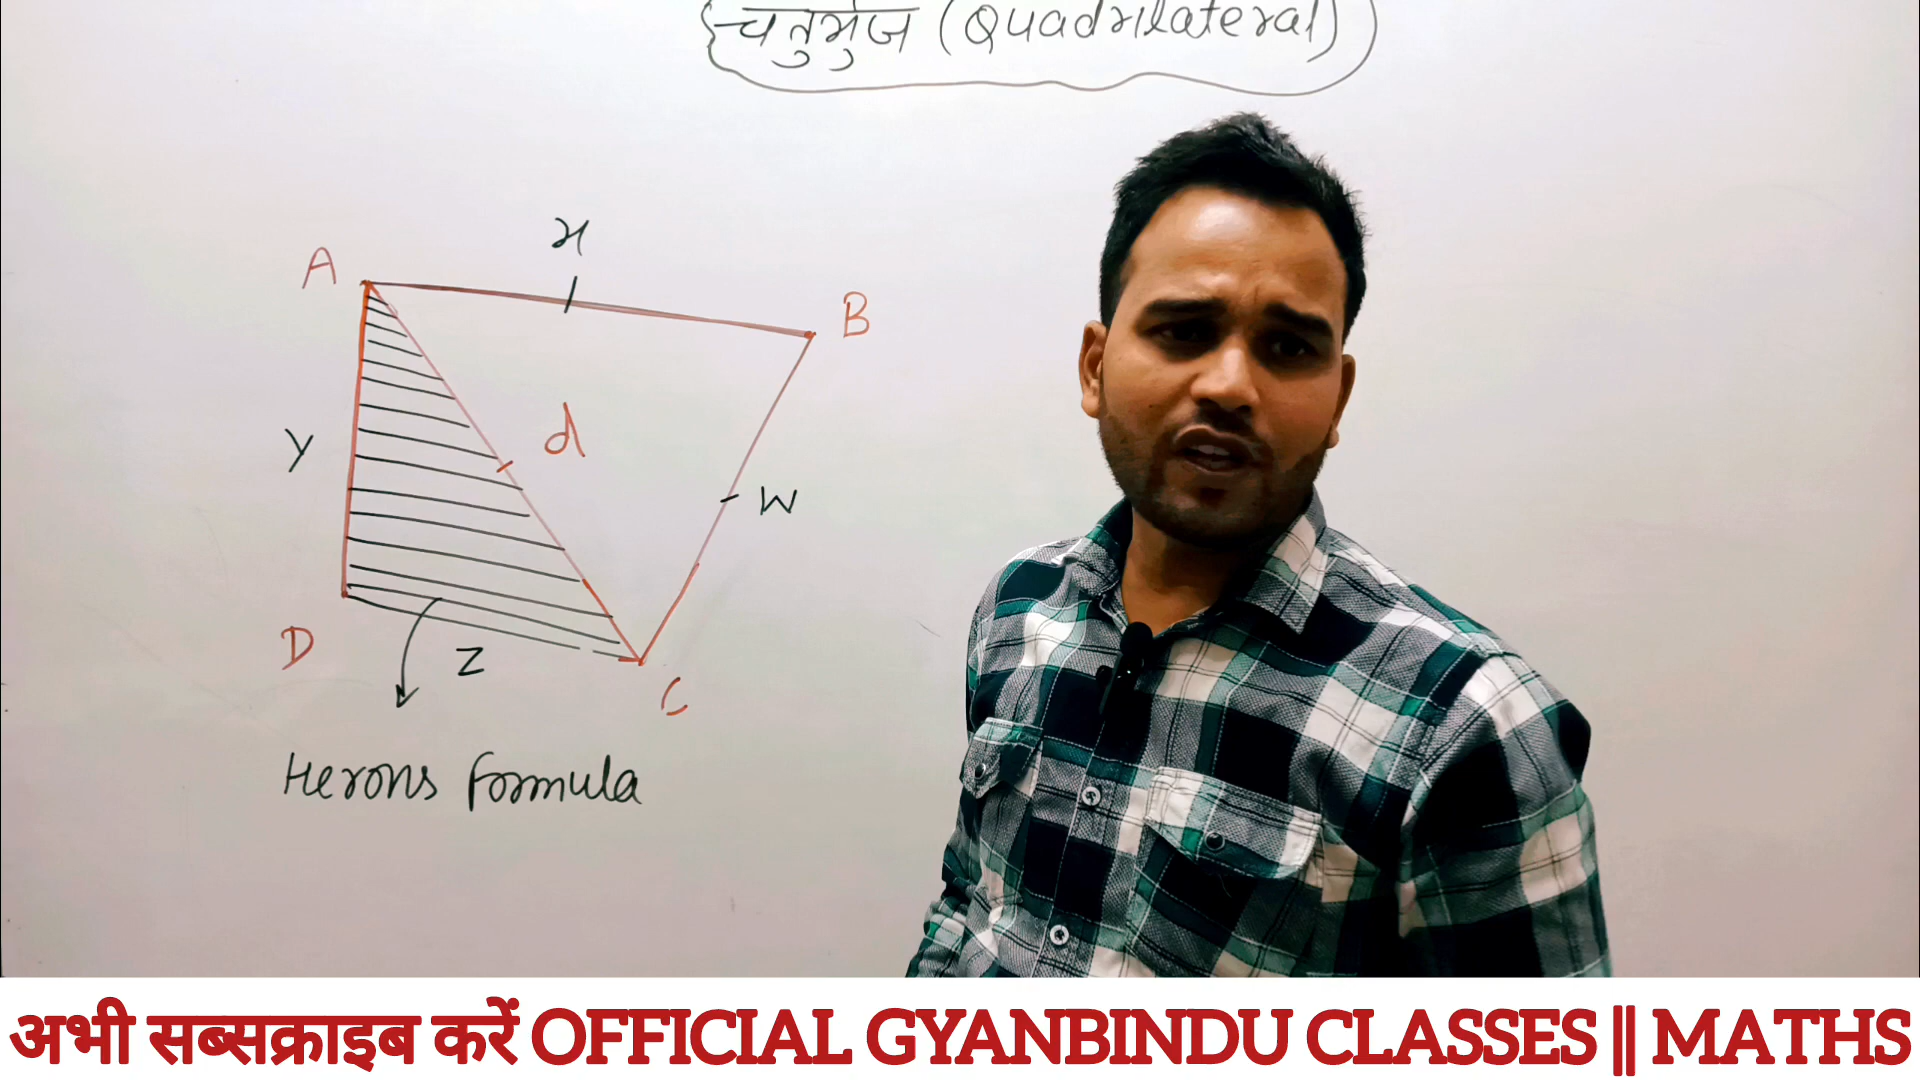 चतुर्भुज (Quadrilateral)
x
A
B
y
d
w
D
z
C
Herons formula
अभी सब्सक्राइब करें OFFICIAL GYANBINDU CLASSES || MATHS